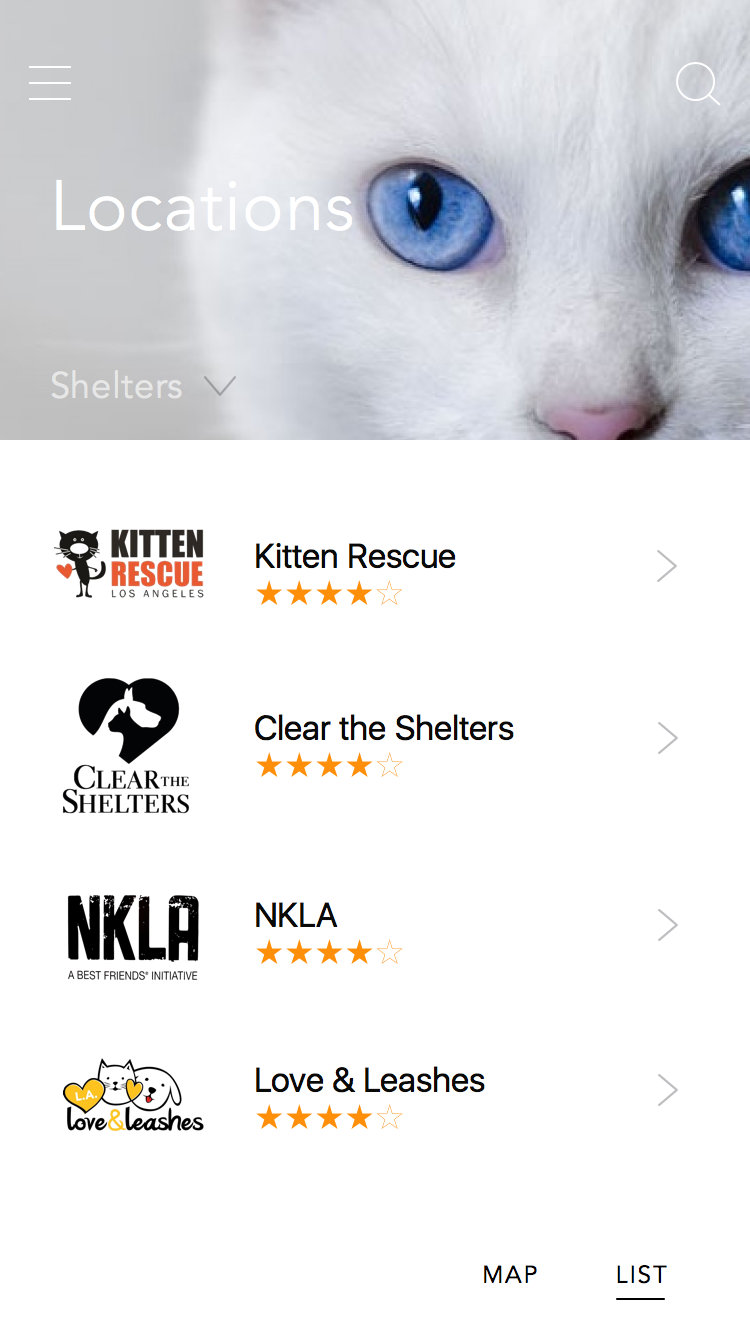 Locations
Shelters
KITTEN
RESCUE
LOS ANGELES
Kitten Rescue
★★★★☆
CLEAR THE
SHELTERS
Clear the Shelters
★★★★☆
NKLA
A BEST FRIENDS® INITIATIVE
NKLA
★★★★☆
L.A.
love&leashes
Love & Leashes
★★★★☆
MAP LIST